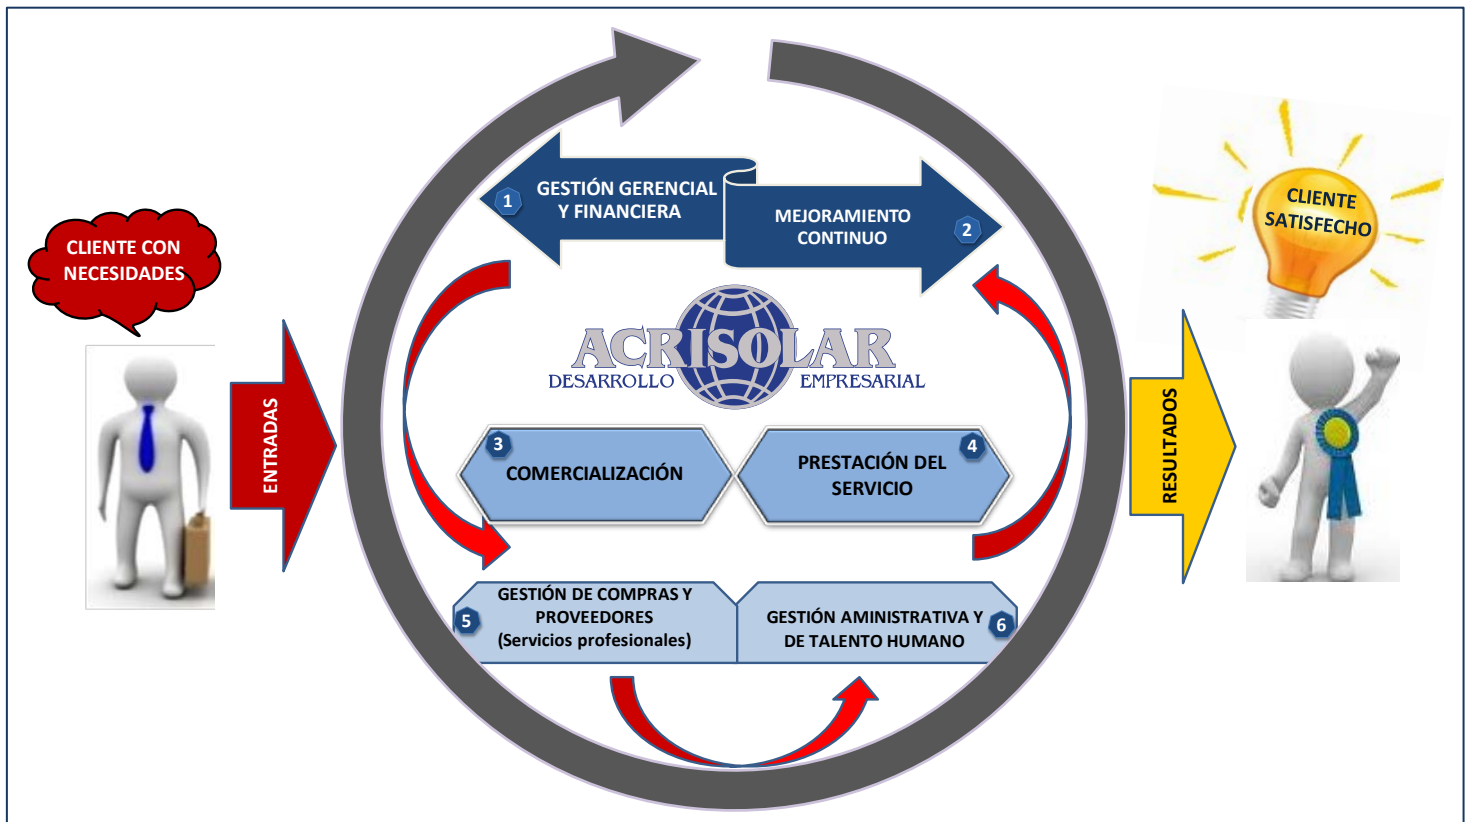 CLIENTE CON
NECESIDADES
ENTRADAS
1
GESTIÓN GERENCIAL
Y FINANCIERA
MEJORAMIENTO
CONTINUO
2
ACRISOLAR
DESARROLLO EMPRESARIAL
3
COMERCIALIZACIÓN
PRESTACIÓN DEL
SERVICIO
4
5
GESTIÓN DE COMPRAS Y
PROVEEDORES
(Servicios profesionales)
GESTIÓN AMINISTRATIVA Y
DE TALENTO HUMANO
6
RESULTADOS
CLIENTE
SATISFECHO